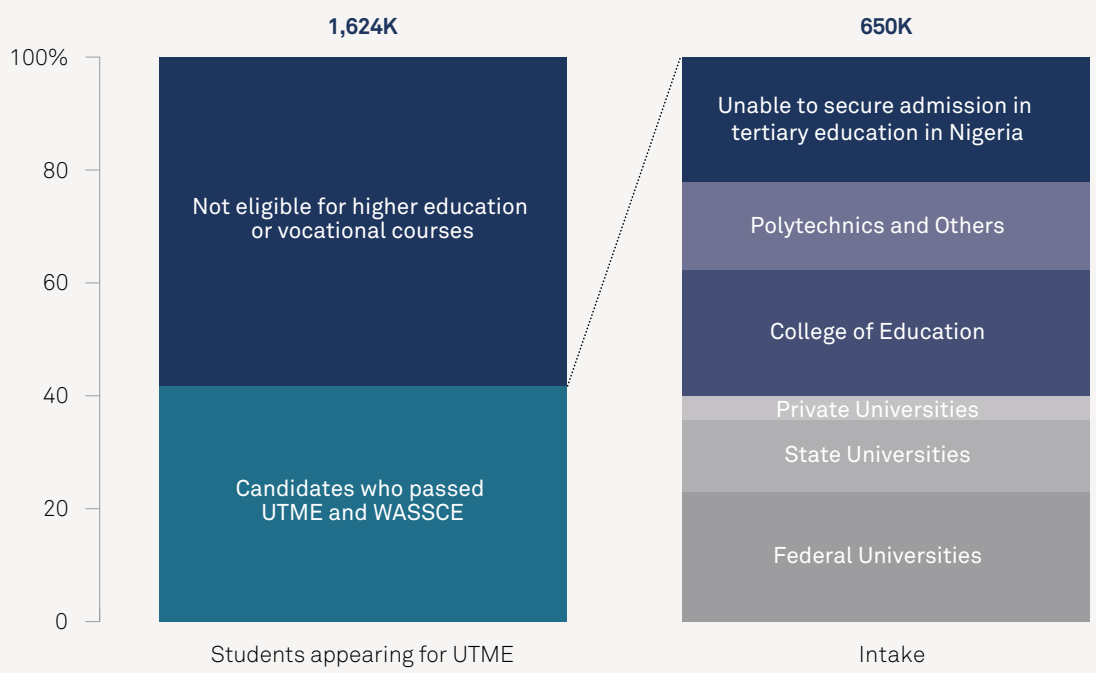 1,624K
650K
100%
80
60
40
20
0
Not eligible for higher education
or vocational courses
Candidates who passed
UTME and WASSCE
Unable to secure admission in
tertiary education in Nigeria
Polytechnics and Others
College of Education
Private Universities
State Universities
Federal Universities
Students appearing for UTME
Intake